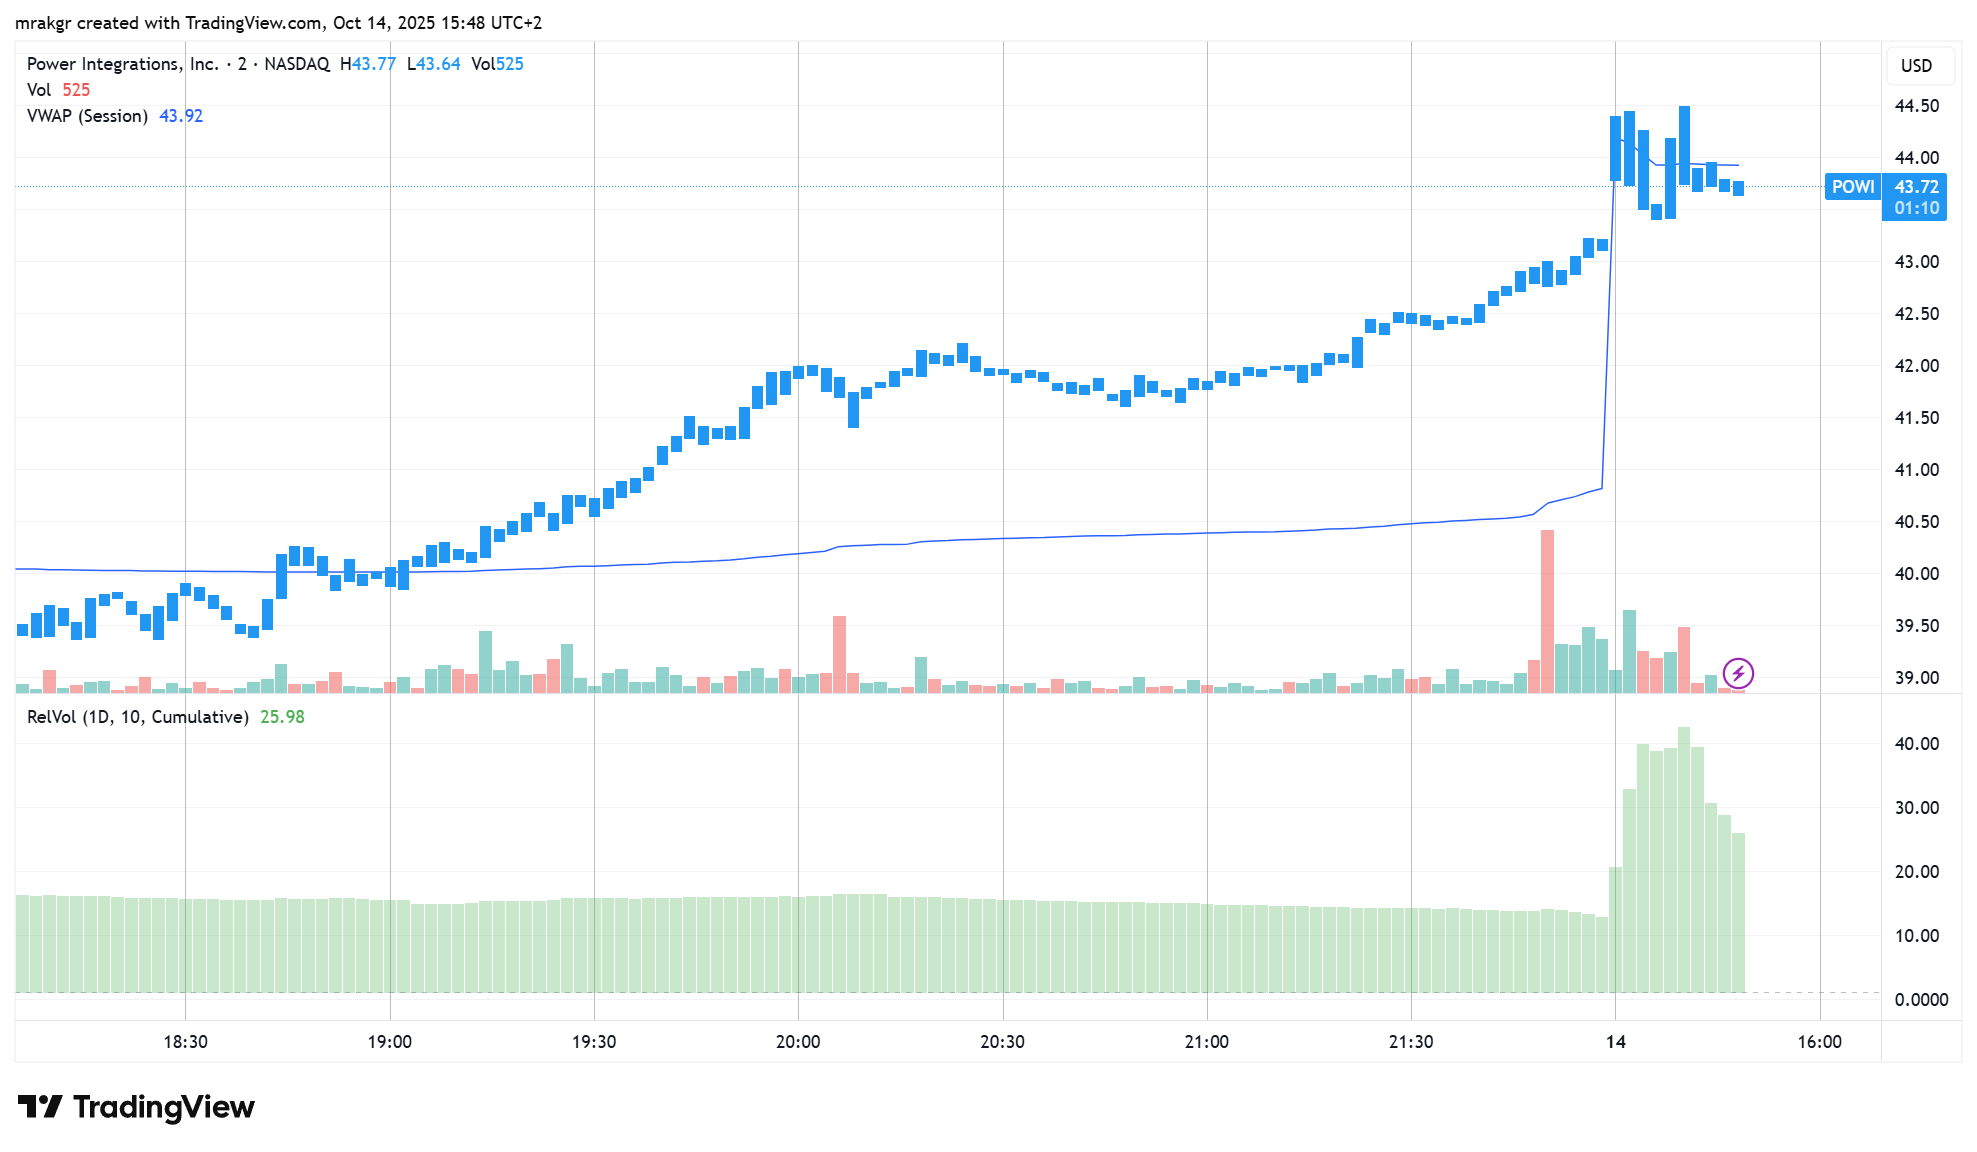 mrakgr created with TradingView.com, Oct 14, 2025 15:48 UTC+2
Power Integrations, Inc. · 2 · NASDAQ H43.77 L43.64 Vol525
Vol 525
VWAP (Session) 43.92
USD
44.50
44.00
POWI 43.72
01:10
43.00
42.50
42.00
41.50
41.00
40.50
40.00
39.50
39.00
RelVol (1D, 10, Cumulative) 25.98
40.00
30.00
20.00
10.00
0.0000
18:30 19:00 19:30 20:00 20:30 21:00 21:30 14 16:00
TradingView